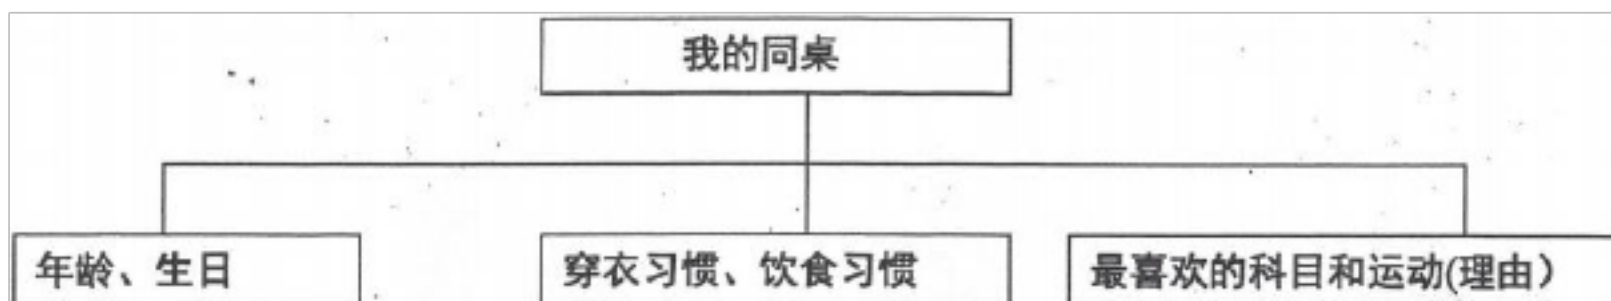 我的同桌
年龄、生日
穿衣习惯、饮食习惯
最喜欢的科目和运动(理由）